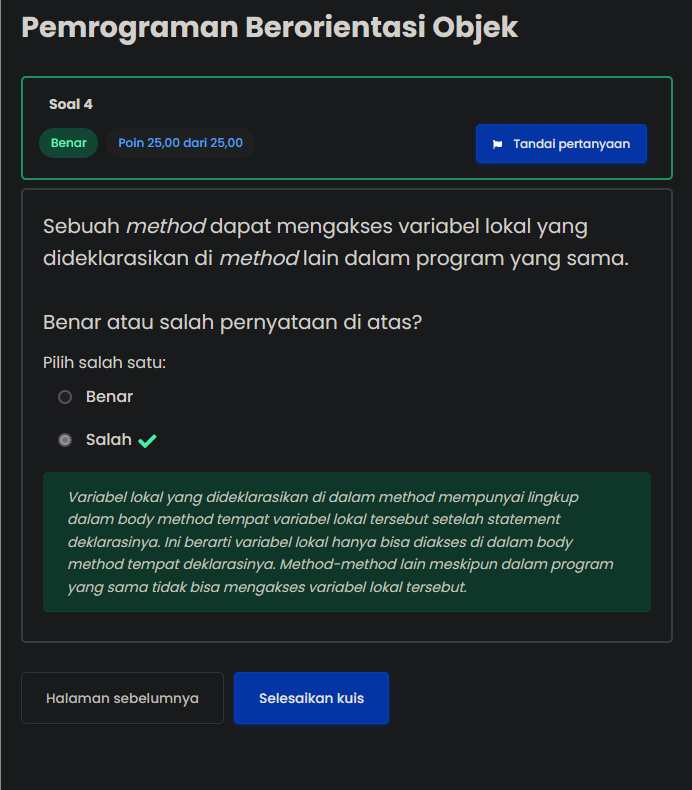 Pemrograman Berorientasi Objek
Soal 4
Benar
Poin 25,00 dari 25,00
Tandai pertanyaan
Sebuah method dapat mengakses variabel lokal yang
dideklarasikan di method lain dalam program yang sama.
Benar atau salah pernyataan di atas?
Pilih salah satu:
Benar
Salah
Variabel lokal yang dideklarasikan di dalam method mempunyai lingkup
dalam body method tempat variabel lokal tersebut setelah statement
deklarasinya. Ini berarti variabel lokal hanya bisa diakses di dalam body
method tempat deklarasinya. Method-method lain meskipun dalam program
yang sama tidak bisa mengakses variabel lokal tersebut.
Halaman sebelumnya
Selesaikan kuis